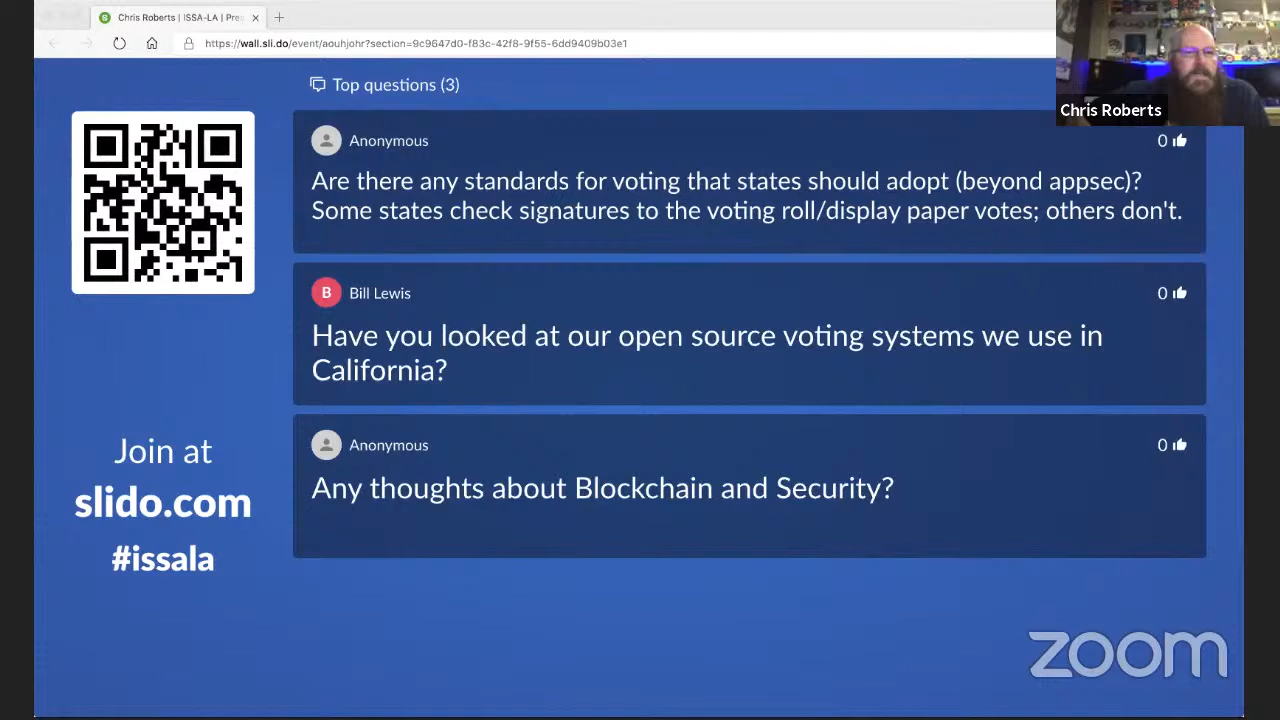 Chris Roberts | ISSA-LA | Pre
https://wall.sli.do/event/aouhjohr?section=9c9647d0-f83c-42f8-9f55-6dd9409b03e1
Chris Roberts
Top questions (3)
Anonymous
0
Are there any standards for voting that states should adopt (beyond appsec)?
Some states check signatures to the voting roll/display paper votes; others don't.
B
Bill Lewis
0
Have you looked at our open source voting systems we use in
California?
Anonymous
0
Any thoughts about Blockchain and Security?
Join at
slido.com
#issala
zoom